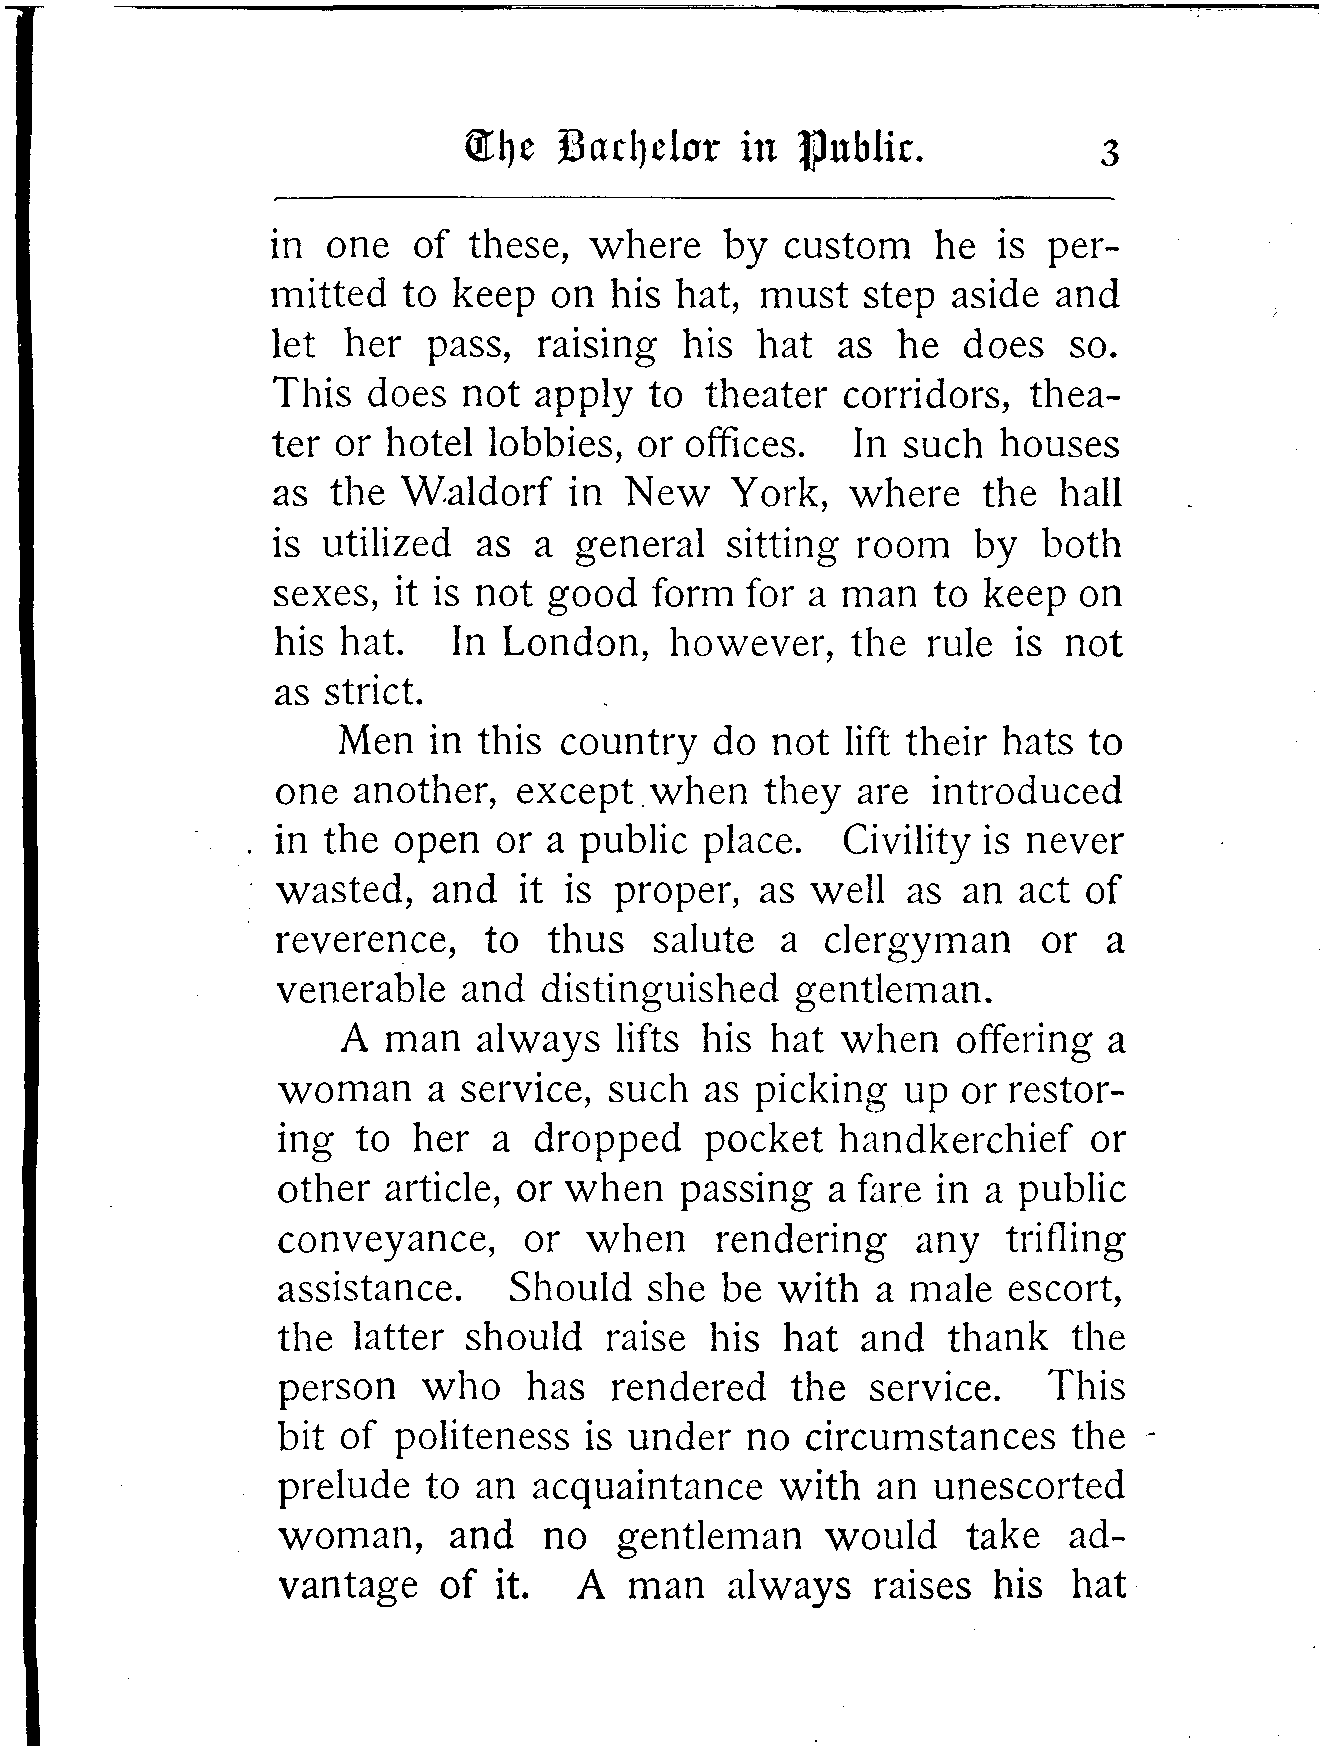 The Bachelor in Public. 3
in one of these, where by custom he is per-
mitted to keep on his hat, must step aside and
let her pass, raising his hat as he does so.
This does not apply to theater corridors, thea-
ter or hotel lobbies, or offices. In such houses
as the Waldorf in New York, where the hall
is utilized as a general sitting room by both
sexes, it is not good form for a man to keep on
his hat. In London, however, the rule is not
as strict.
Men in this country do not lift their hats to
one another, except when they are introduced
in the open or a public place. Civility is never
wasted, and it is proper, as well as an act of
reverence, to thus salute a clergyman or a
venerable and distinguished gentleman.
A man always lifts his hat when offering a
woman a service, such as picking up or restor-
ing to her a dropped pocket handkerchief or
other article, or when passing a fare in a public
conveyance, or when rendering any trifling
assistance. Should she be with a male escort,
the latter should raise his hat and thank the
person who has rendered the service. This
bit of politeness is under no circumstances the
prelude to an acquaintance with an unescorted
woman, and no gentleman would take ad-
vantage of it. A man always raises his hat